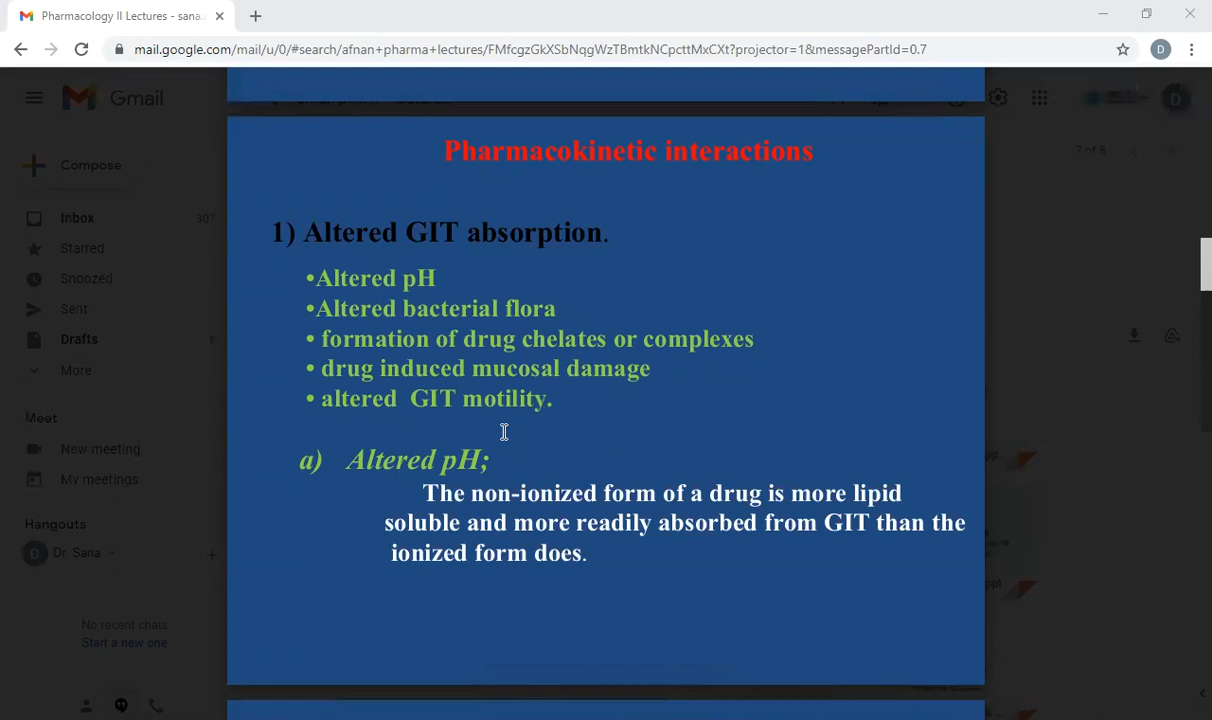 Pharmacology II Lectures - sana.
mail.google.com/mail/u/0/#search/afnan+pharma+lectures/FMfcgzGkXSbNqgWzTBmtkNCpcttMxCXt?projector=1&messagePartId=0.7
D
Gmail
D
7 of 8
Compose
Inbox 307
Starred
Snoozed
Sent
Drafts
More
Meet
New meeting
My meetings
Hangouts
D Dr. Sana
No recent chats
Start a new one
Pharmacokinetic interactions
1) Altered GIT absorption.
•Altered pH
•Altered bacterial flora
• formation of drug chelates or complexes
• drug induced mucosal damage
• altered GIT motility.
a) Altered pH;
The non-ionized form of a drug is more lipid
soluble and more readily absorbed from GIT than the
ionized form does.